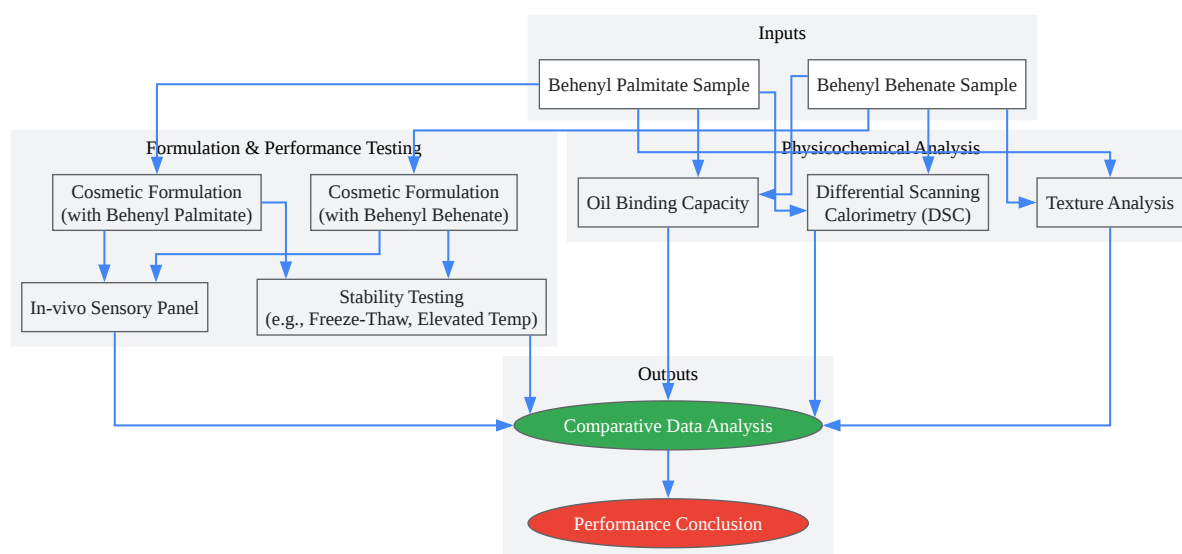 Inputs
Behenyl Palmitate Sample
Behenyl Behenate Sample
Formulation & Performance Testing
Physicochemical Analysis
Cosmetic Formulation
(with Behenyl Palmitate)
Cosmetic Formulation
(with Behenyl Behenate)
Oil Binding Capacity
Differential Scanning
Calorimetry (DSC)
Texture Analysis
In-vivo Sensory Panel
Stability Testing
(e.g., Freeze-Thaw, Elevated Temp)
Outputs
Comparative Data Analysis
Performance Conclusion